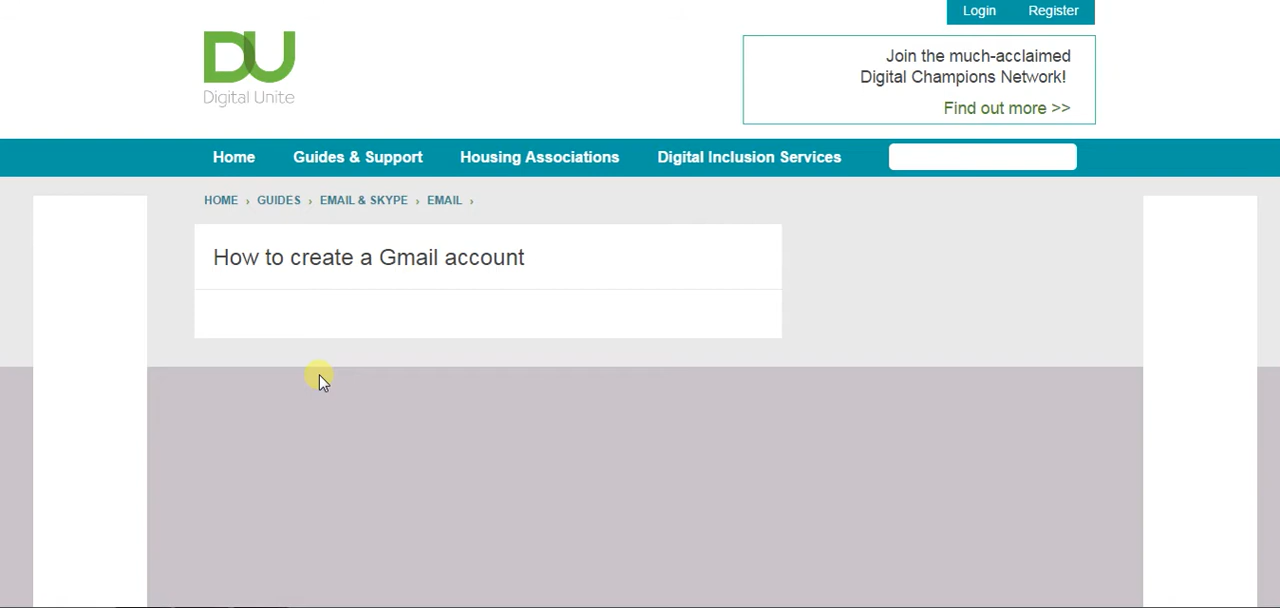 Login Register
DU
Digital Unite
Join the much-acclaimed
Digital Champions Network!
Find out more >>
Home Guides & Support Housing Associations Digital Inclusion Services
HOME › GUIDES › EMAIL & SKYPE › EMAIL ›
How to create a Gmail account